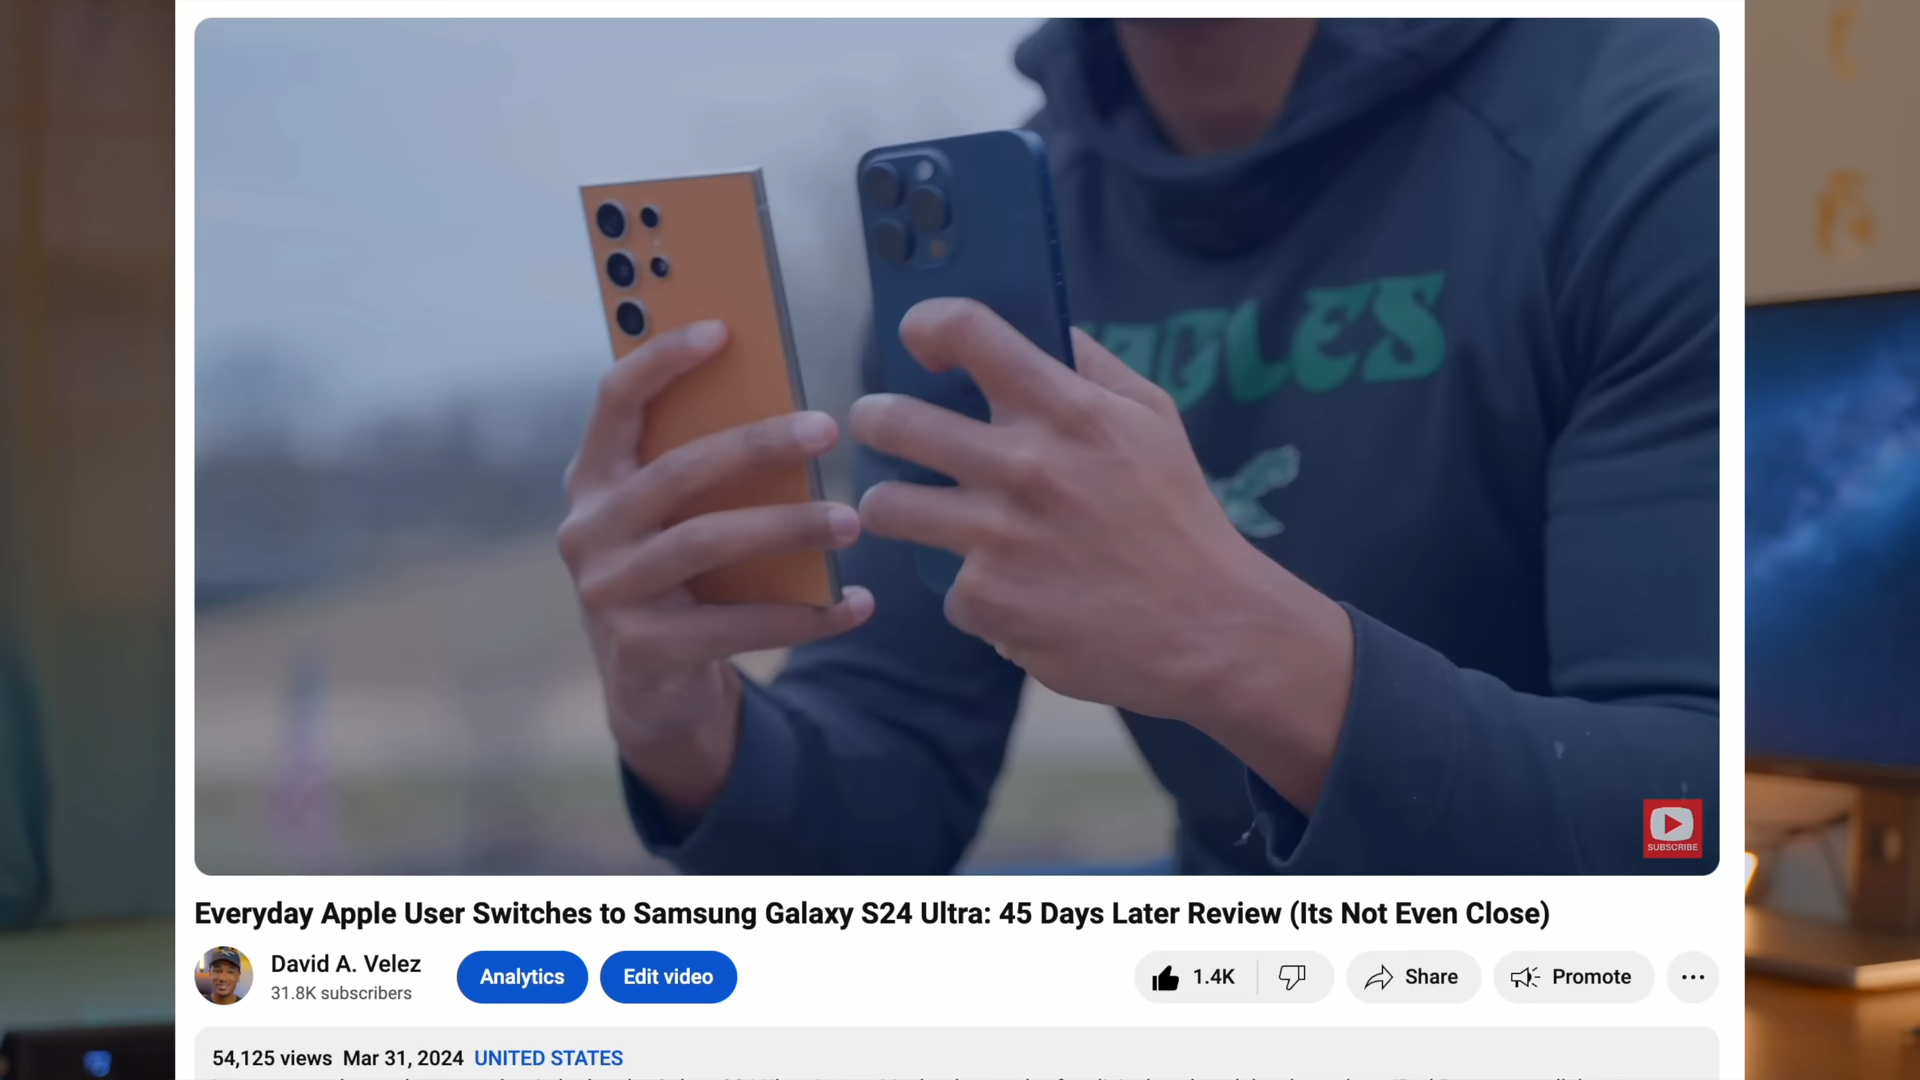 EAGLES
SUBSCRIBE
Everyday Apple User Switches to Samsung Galaxy S24 Ultra: 45 Days Later Review (Its Not Even Close)
David A. Velez
31.8K subscribers
Analytics
Edit video
1.4K
Share
Promote
54,125 views Mar 31, 2024 UNITED STATES